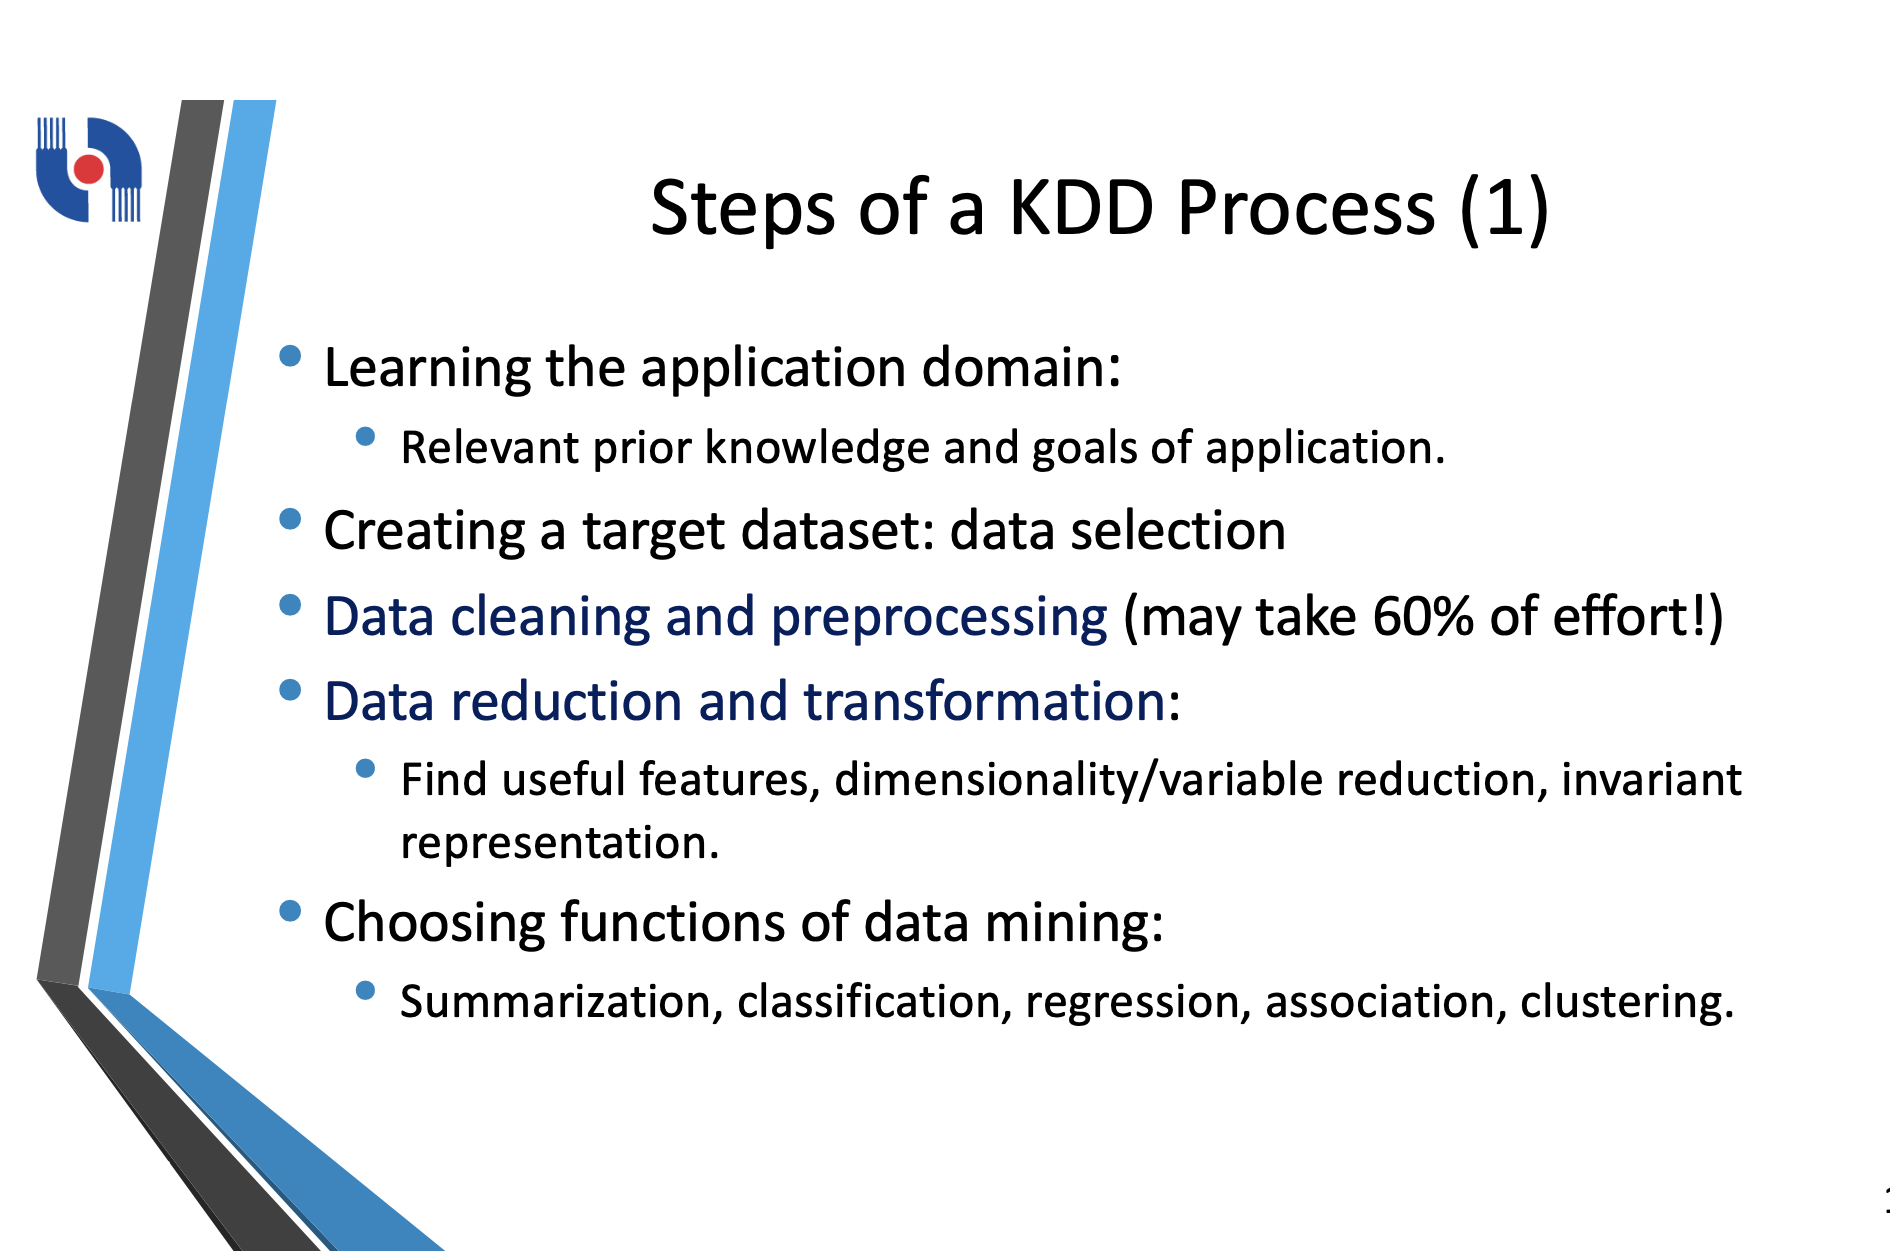 Steps of a KDD Process (1)
• Learning the application domain:
• Relevant prior knowledge and goals of application.
• Creating a target dataset: data selection
• Data cleaning and preprocessing (may take 60% of effort!)
• Data reduction and transformation:
• Find useful features, dimensionality/variable reduction, invariant
representation.
• Choosing functions of data mining:
• Summarization, classification, regression, association, clustering.